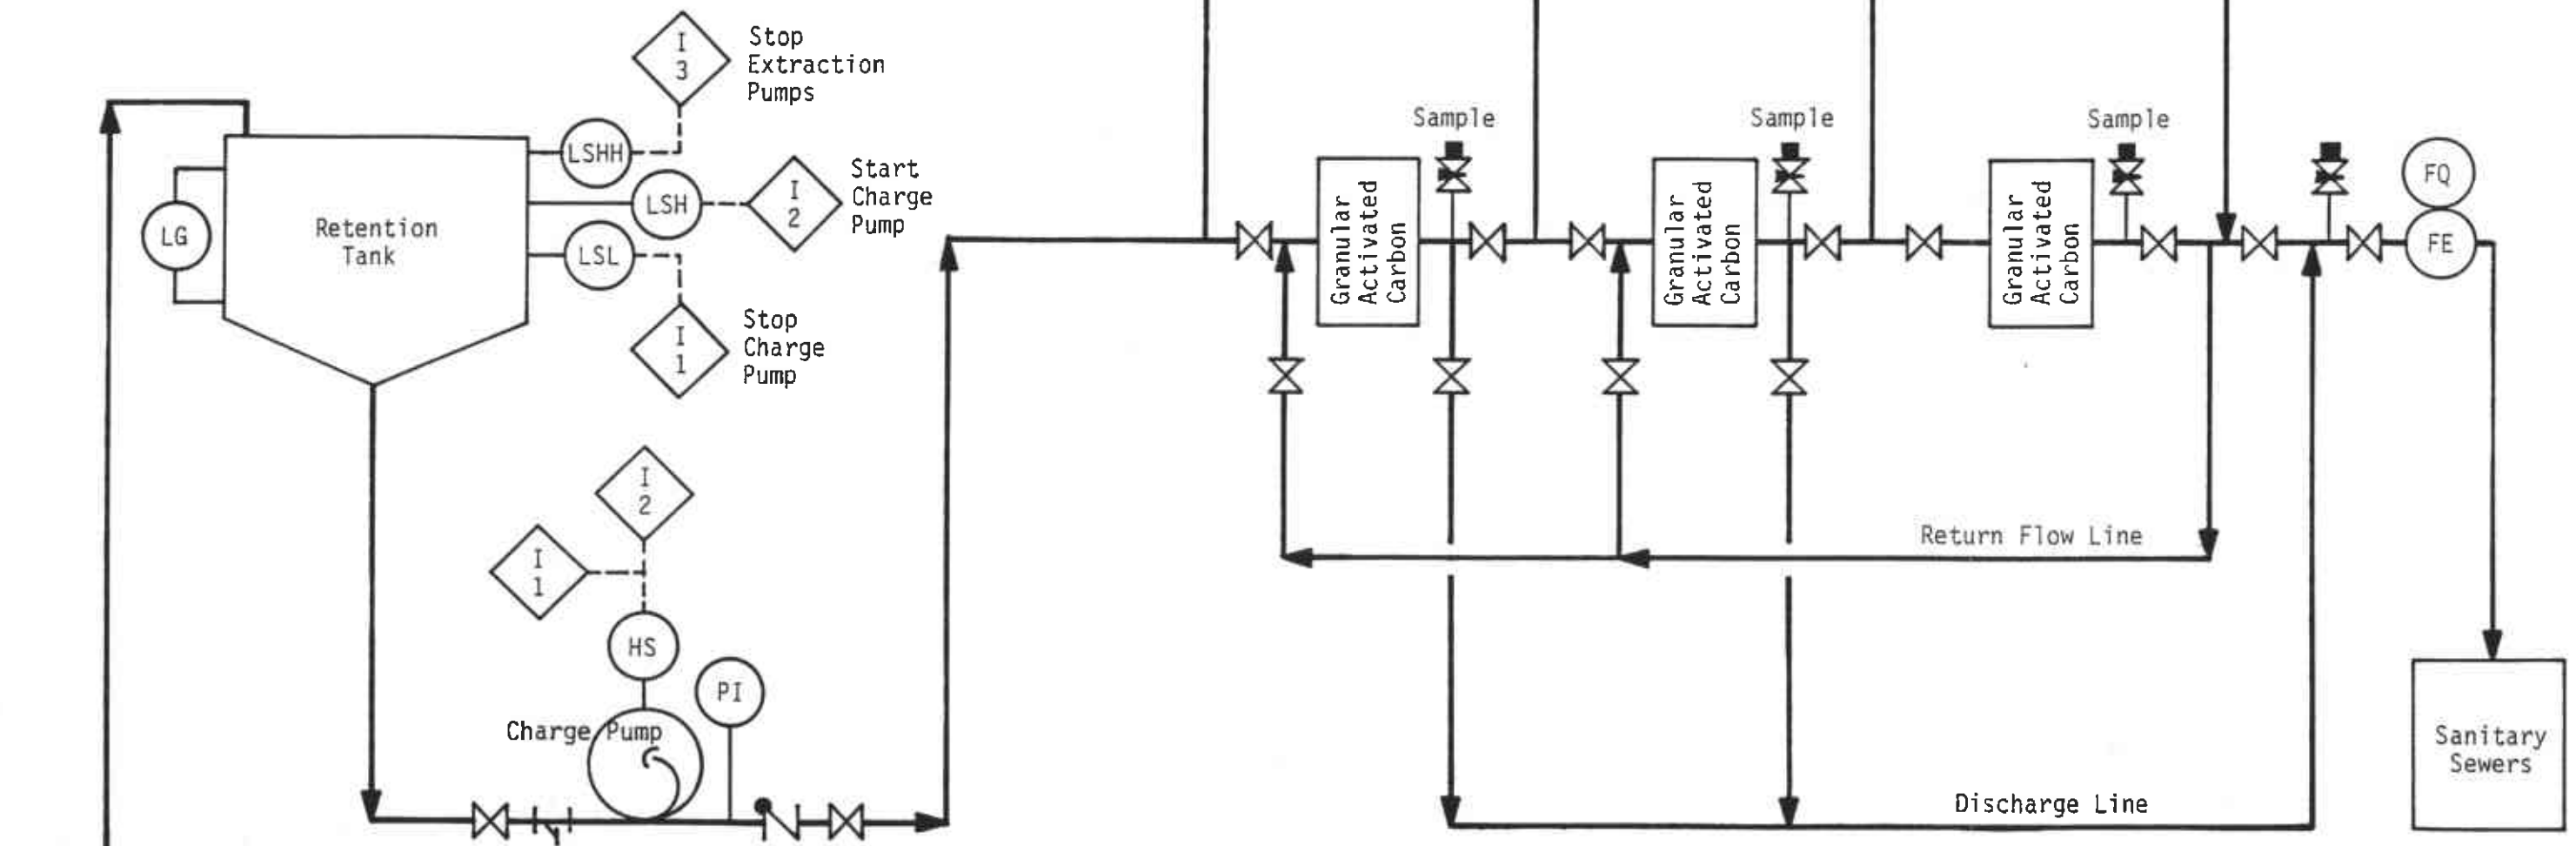 I
3
Stop
Extraction
Pumps
LSHH
Start
Charge
Pump
I
2
LSH
LG
Retention
Tank
LSL
Stop
Charge
Pump
I
1
I
2
I
1
HS
PI
Charge Pump
Sample
Sample
Sample
Granular
Activated
Carbon
Granular
Activated
Carbon
Granular
Activated
Carbon
FQ
FE
Return Flow Line
Discharge Line
Sanitary
Sewers